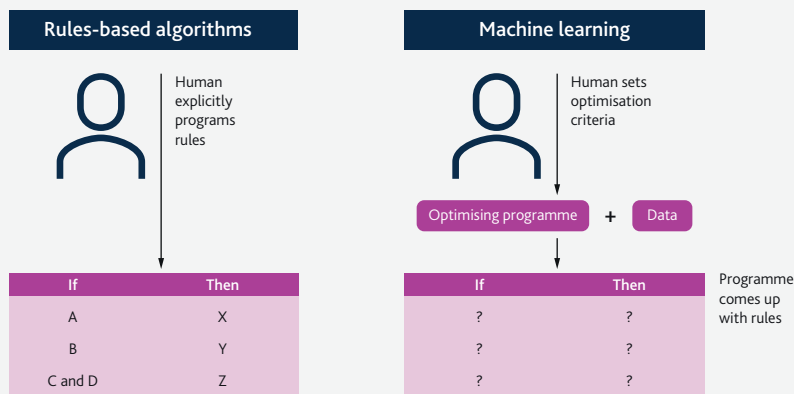 Rules-based algorithms
Human
explicitly
programs
rules
If Then
A X
B Y
C and D Z
Machine learning
Human sets
optimisation
criteria
Optimising programme + Data
If Then
? ?
? ?
? ?
Programme
comes up
with rules